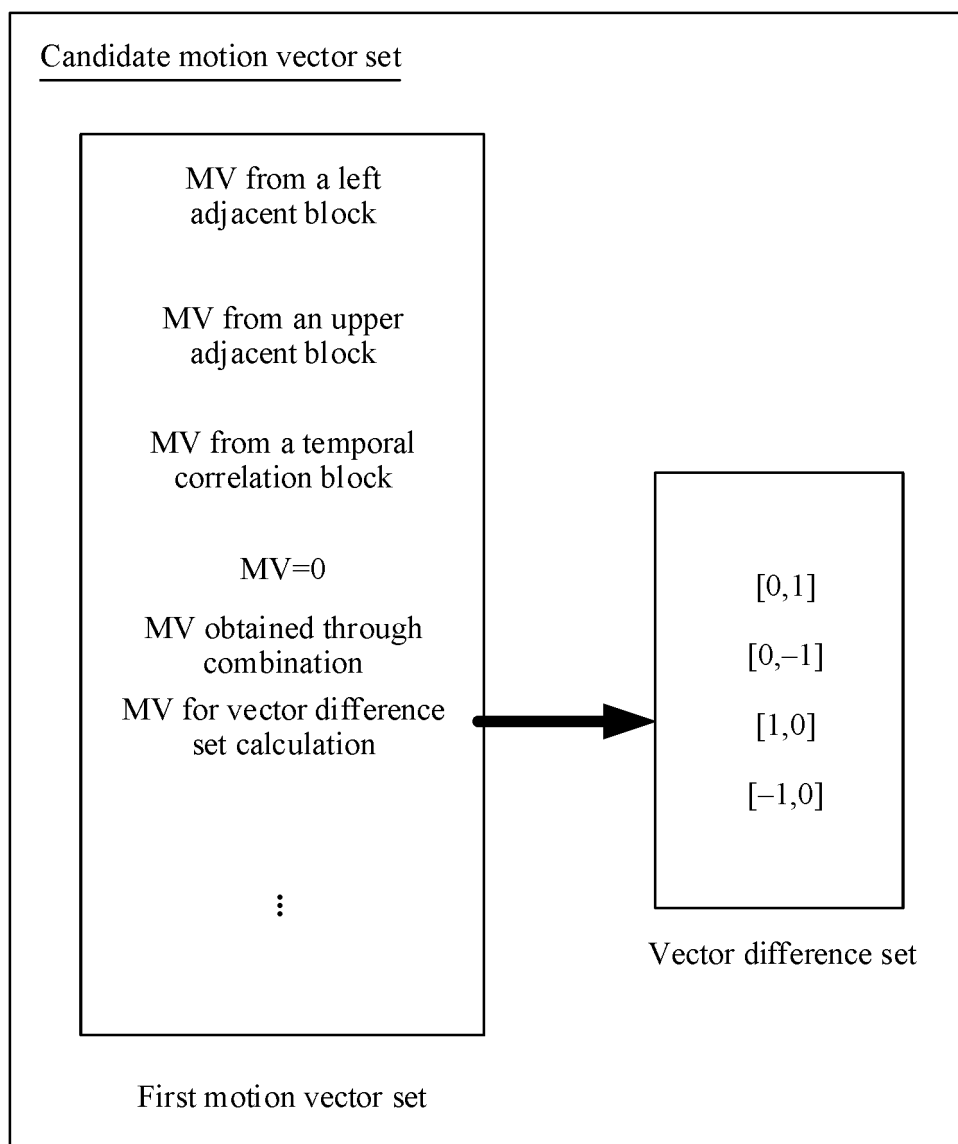 Candidate motion vector set
MV from a left
adjacent block
MV from an upper
adjacent block
MV from a temporal
correlation block
MV=0
MV obtained through
combination
MV for vector difference
set calculation
⋮
First motion vector set
[0,1]
[0,–1]
[1,0]
[–1,0]
Vector difference set